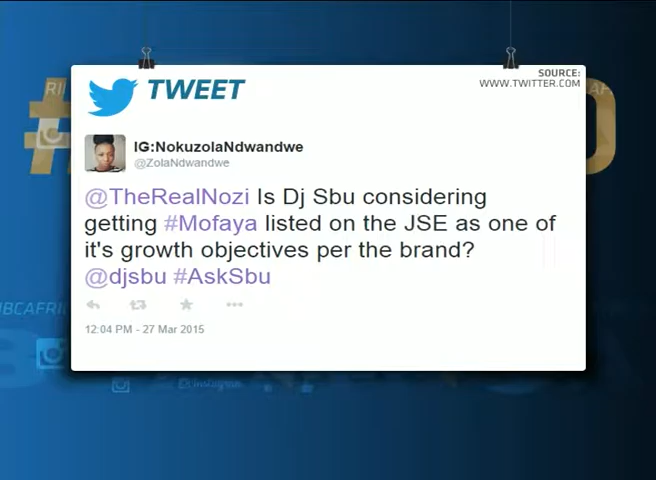 TWEET
SOURCE:
WWW.TWITTER.COM
IG:NokuzolaNdwandwe
@ZolaNdwandwe
@TheRealNozi Is Dj Sbu considering
getting #Mofaya listed on the JSE as one of
it's growth objectives per the brand?
@djsbu #AskSbu
12:04 PM - 27 Mar 2015